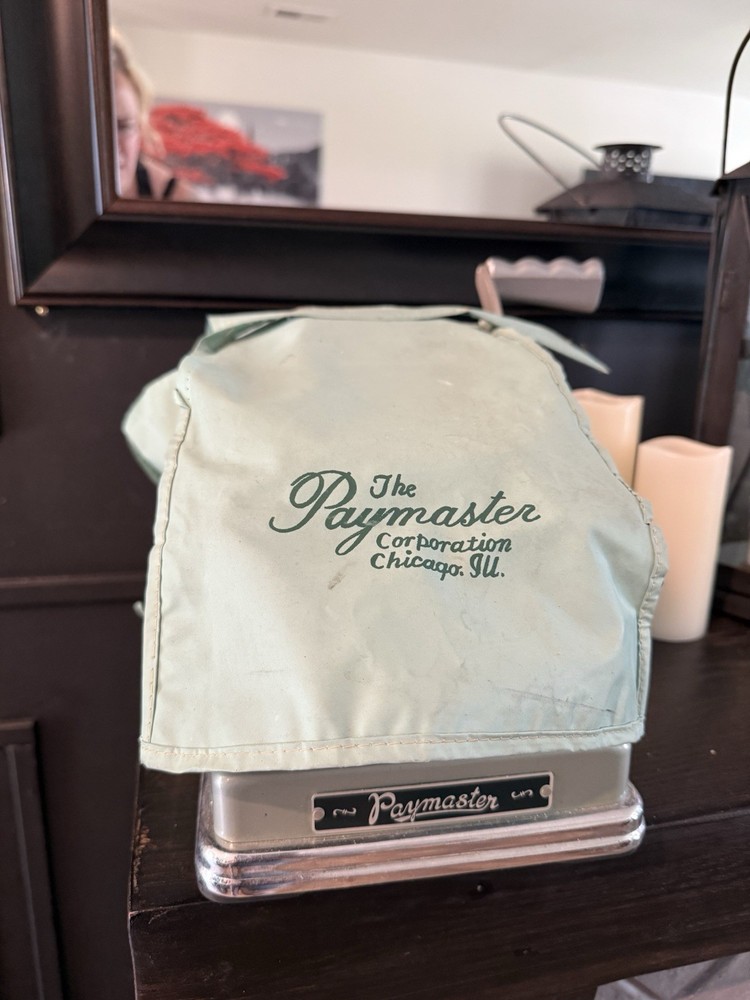 The
Paymaster
Corporation
Chicago. Ill.
Paymaster